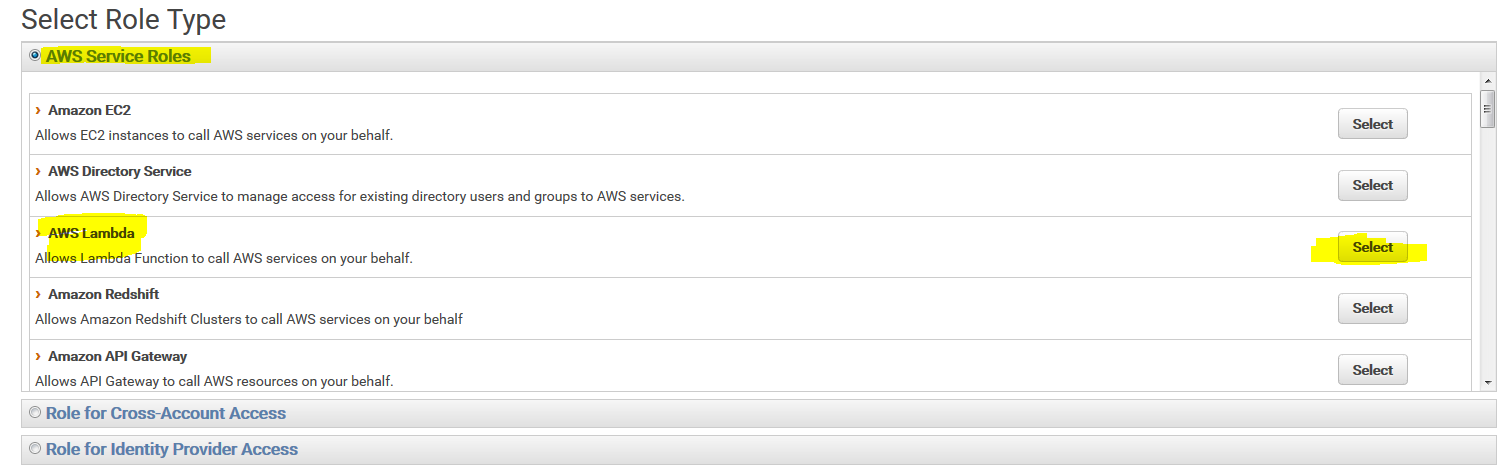 Select Role Type
AWS Service Roles
Amazon EC2
Allows EC2 instances to call AWS services on your behalf.
Select
AWS Directory Service
Allows AWS Directory Service to manage access for existing directory users and groups to AWS services.
Select
AWS Lambda
Allows Lambda Function to call AWS services on your behalf.
Select
Amazon Redshift
Allows Amazon Redshift Clusters to call AWS services on your behalf
Select
Amazon API Gateway
Allows API Gateway to call AWS resources on your behalf.
Select
Role for Cross-Account Access
Role for Identity Provider Access